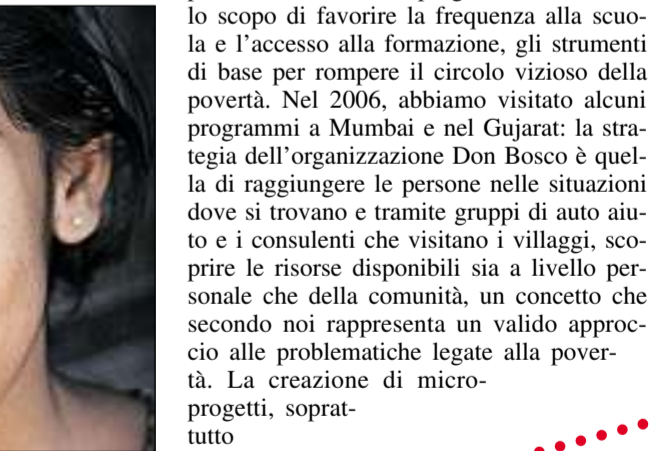 lo scopo di favorire la frequenza alla scuo-
la e l’accesso alla formazione, gli strumenti
di base per rompere il circolo vizioso della
povertà. Nel 2006, abbiamo visitato alcuni
programmi a Mumbai e nel Gujarat: la stra-
tegia dell’organizzazione Don Bosco è quel-
la di raggiungere le persone nelle situazioni
dove si trovano e tramite gruppi di auto aiu-
to e i consulenti che visitano i villaggi, sco-
prire le risorse disponibili sia a livello per-
sonale che della comunità, un concetto che
secondo noi rappresenta un valido approc-
cio alle problematiche legate alla pover-
tà. La creazione di micro-
progetti, soprat-
tutto